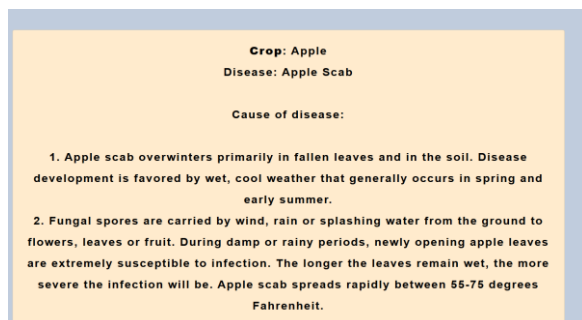 Crop: Apple
Disease: Apple Scab
Cause of disease:
1. Apple scab overwinters primarily in fallen leaves and in the soil. Disease
development is favored by wet, cool weather that generally occurs in spring and
early summer.
2. Fungal spores are carried by wind, rain or splashing water from the ground to
flowers, leaves or fruit. During damp or rainy periods, newly opening apple leaves
are extremely susceptible to infection. The longer the leaves remain wet, the more
severe the infection will be. Apple scab spreads rapidly between 55-75 degrees
Fahrenheit.